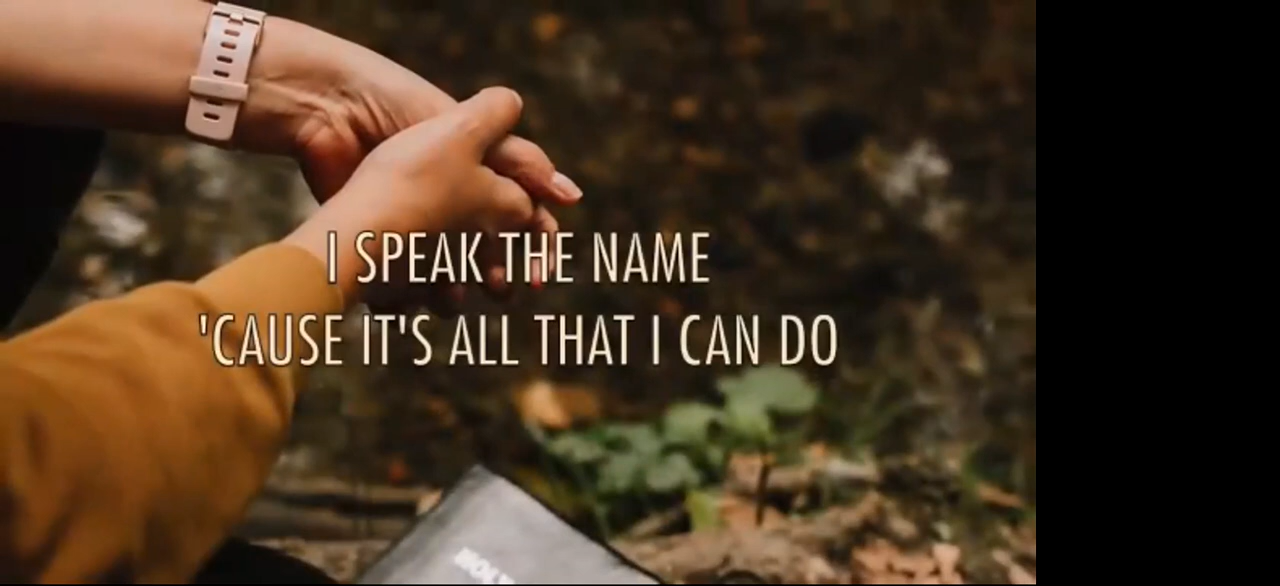 I SPEAK THE NAME
'CAUSE IT'S ALL THAT I CAN DO